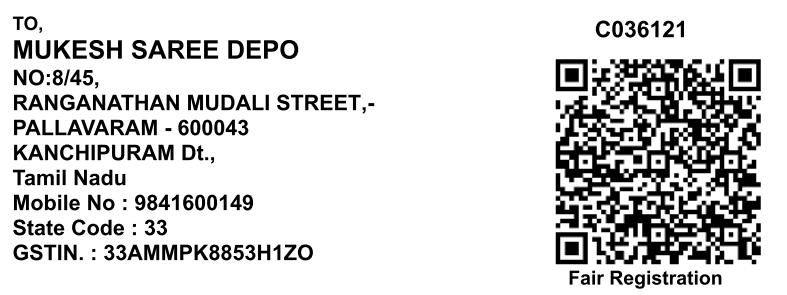 TO,
MUKESH SAREE DEPO
NO:8/45,
RANGANATHAN MUDALI STREET,-
PALLAVARAM - 600043
KANCHIPURAM Dt.,
Tamil Nadu
Mobile No : 9841600149
State Code : 33
GSTIN. : 33AMMPK8853H1ZO
C036121
Fair Registration